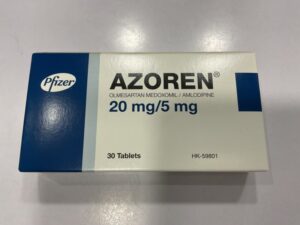 Pfizer
AZOREN®
OLMESARTAN MEDOXOMIL / AMLODIPINE
20 mg/5 mg
30 Tablets
HK-59801